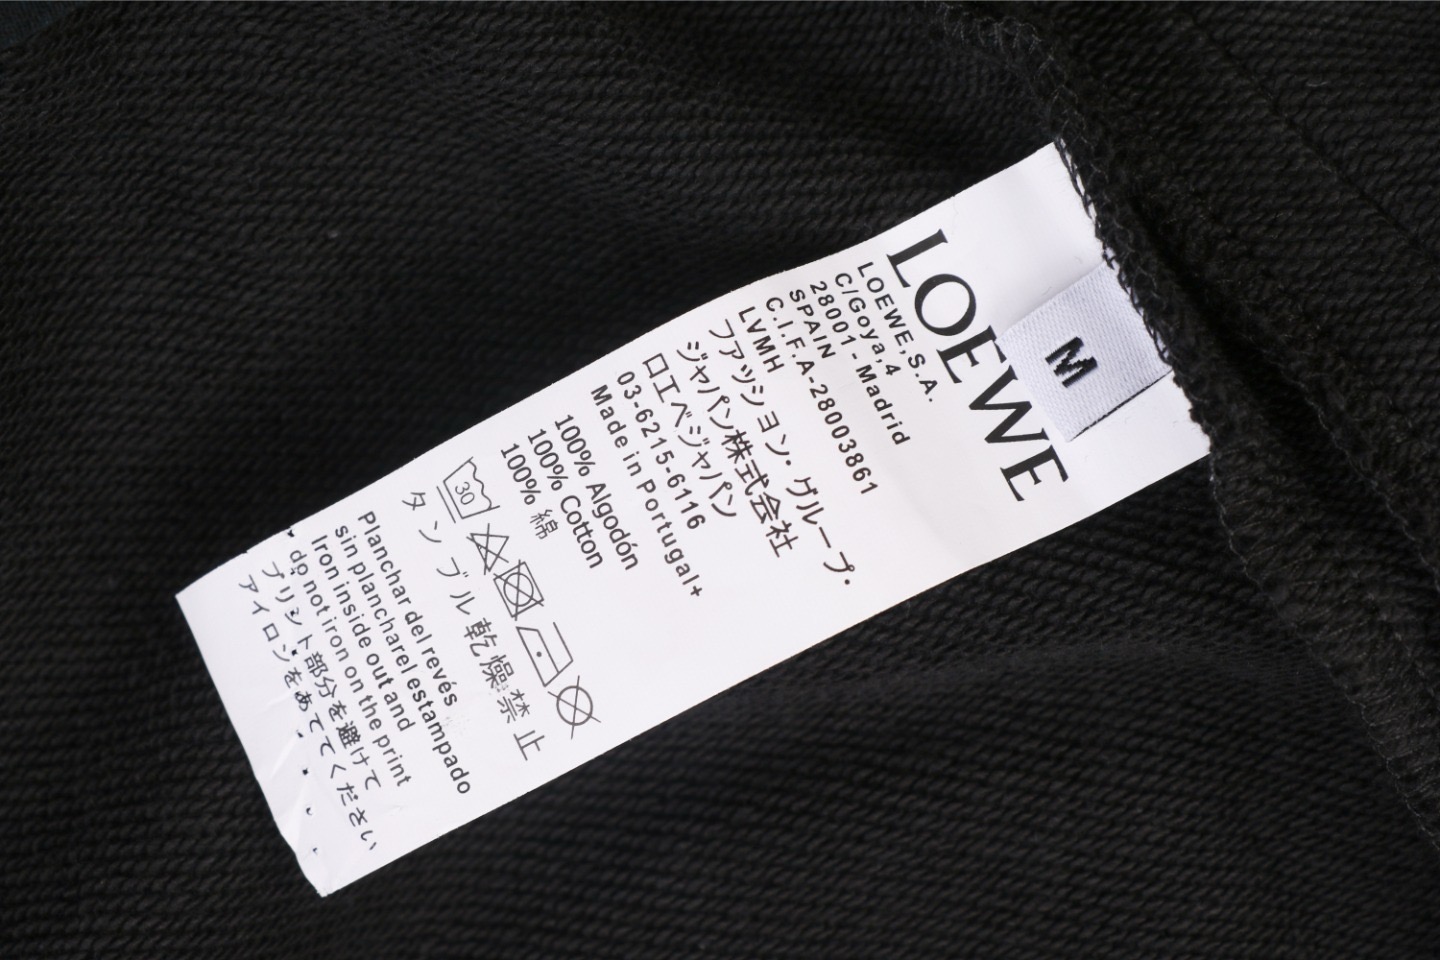 LOEWE
M
LOEWE,S.A.
C/Goya,4
28001-Madrid
SPAIN
C.I.F.A-28003861
LVMH
ファッション・グループ・
ジャパン株式会社
ロエベジャパン
03-6215-6116
Made in Portugal+
100% Algodón
100% Cotton
100% 綿
30
タンブル乾燥禁止
Planchar del revés
sin plancharel estampado
Iron inside out and
do not iron on the print
プリント部分を避けて
アイロンをあててください